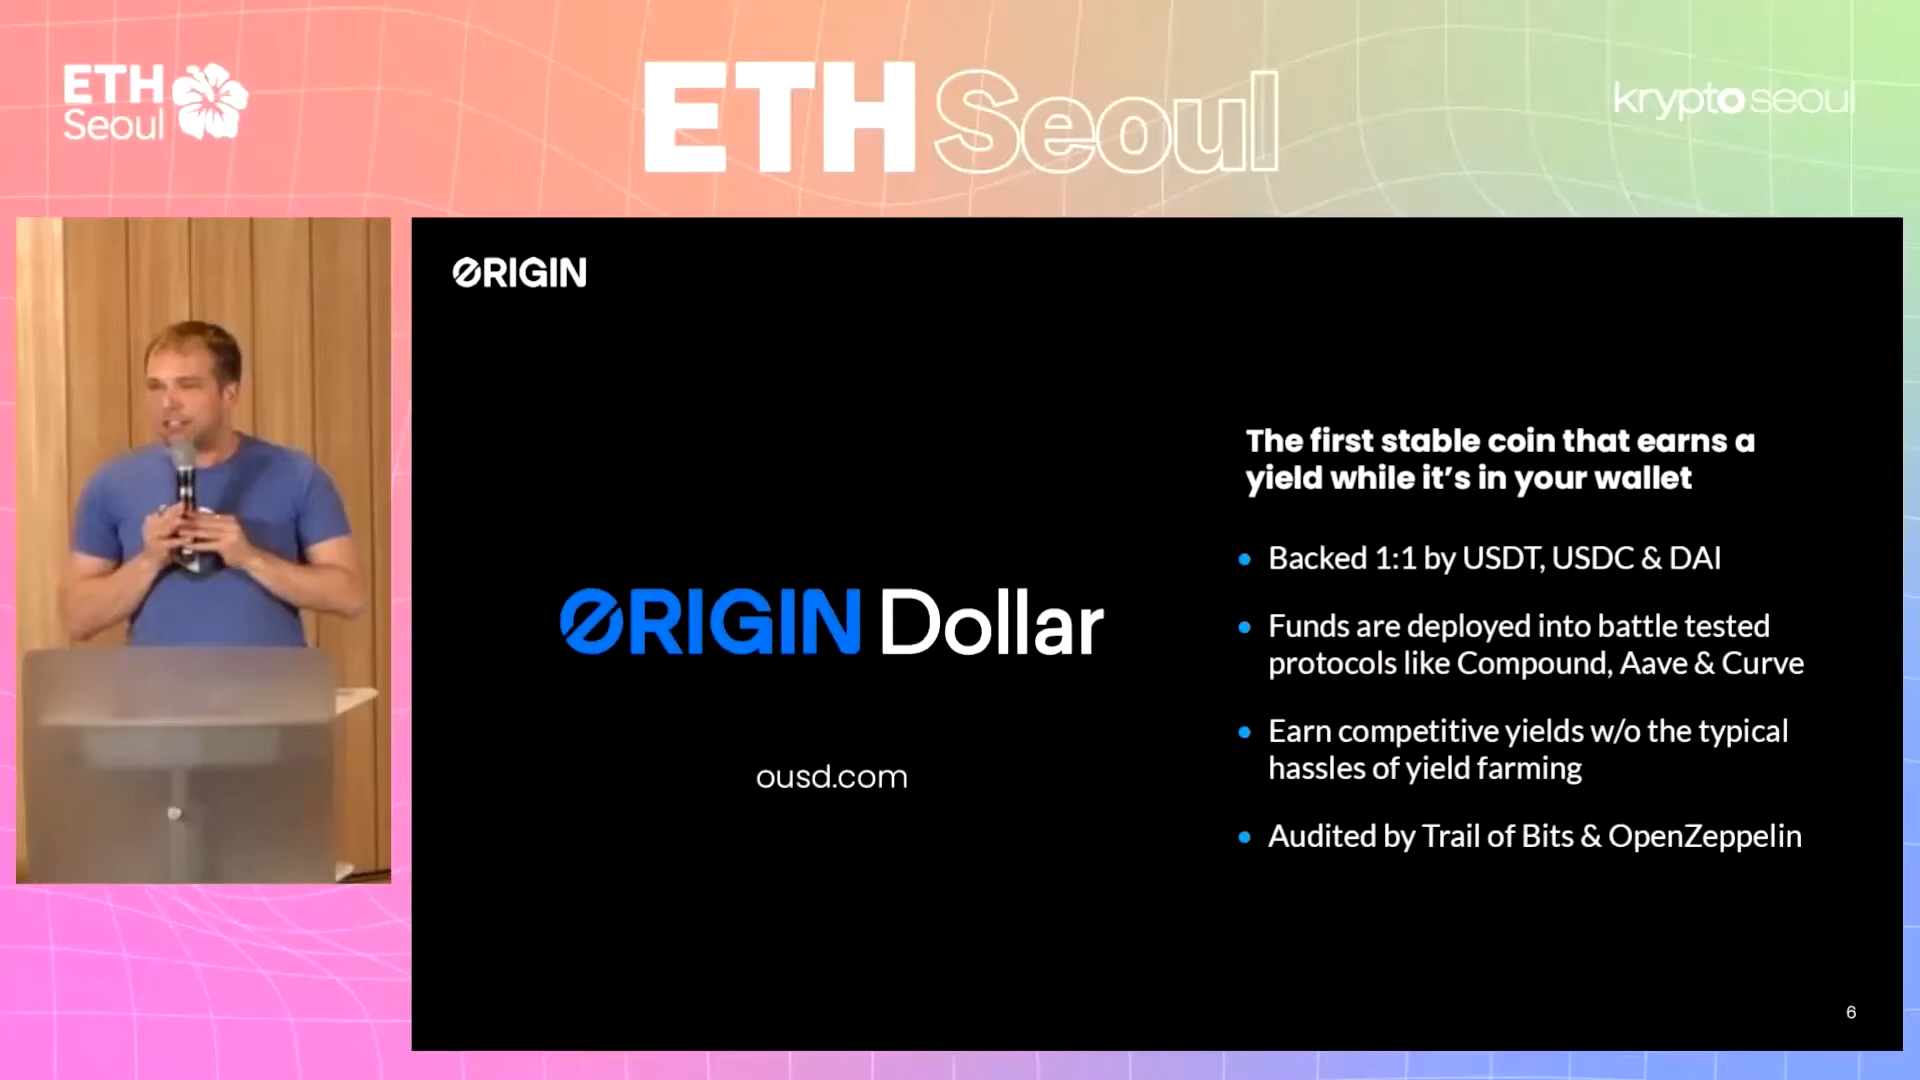 ETH
Seoul
ETH Seoul
krypto seoul
ORIGIN
ORIGIN Dollar
ousd.com
The first stable coin that earns a
yield while it’s in your wallet
• Backed 1:1 by USDT, USDC & DAI
• Funds are deployed into battle tested
protocols like Compound, Aave & Curve
• Earn competitive yields w/o the typical
hassles of yield farming
• Audited by Trail of Bits & OpenZeppelin
6